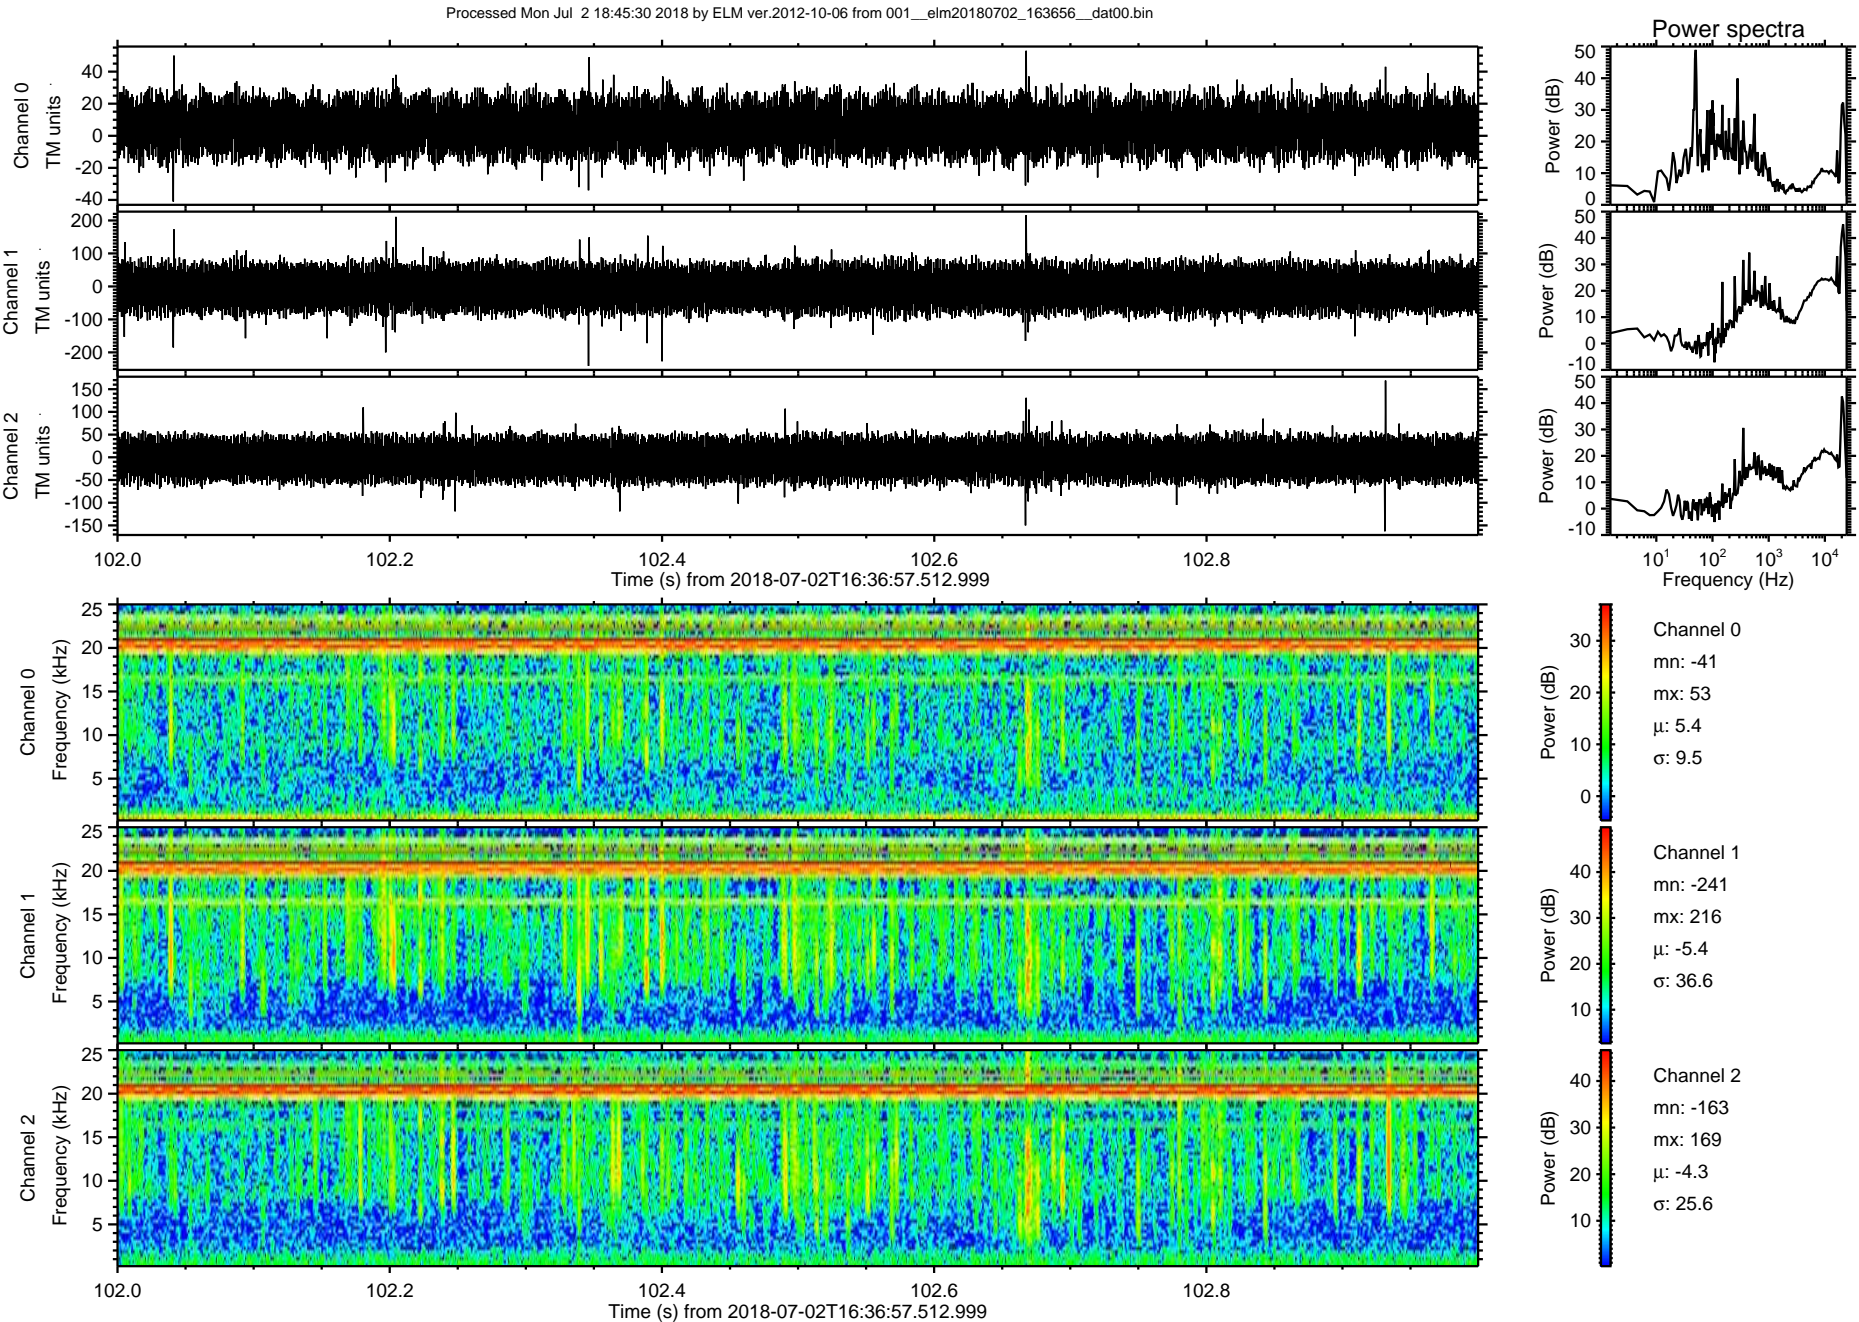 Processed Mon Jul  2 18:45:30 2018 by ELM ver.2012-10-06 from 001__elm20180702_163656__dat00.bin
Power spectra
Channel 0
TM units
40
20
0
-20
-40
Power (dB)
50
40
30
20
10
0
Channel 1
TM units
200
100
0
-100
-200
Power (dB)
50
40
30
20
10
0
-10
Channel 2
TM units
150
100
50
0
-50
-100
-150
Power (dB)
50
40
30
20
10
0
-10
102.0 102.2 102.4 102.6 102.8
Time (s) from 2018-07-02T16:36:57.512.999
10¹ 10² 10³ 10⁴
Frequency (Hz)
Channel 0
Frequency (kHz)
25
20
15
10
5
Power (dB)
30
20
10
0
Channel 0
mn: -41
mx: 53
μ: 5.4
σ: 9.5
Channel 1
Frequency (kHz)
25
20
15
10
5
Power (dB)
40
30
20
10
Channel 1
mn: -241
mx: 216
μ: -5.4
σ: 36.6
Channel 2
Frequency (kHz)
25
20
15
10
5
Power (dB)
40
30
20
10
Channel 2
mn: -163
mx: 169
μ: -4.3
σ: 25.6
102.0 102.2 102.4 102.6 102.8
Time (s) from 2018-07-02T16:36:57.512.999